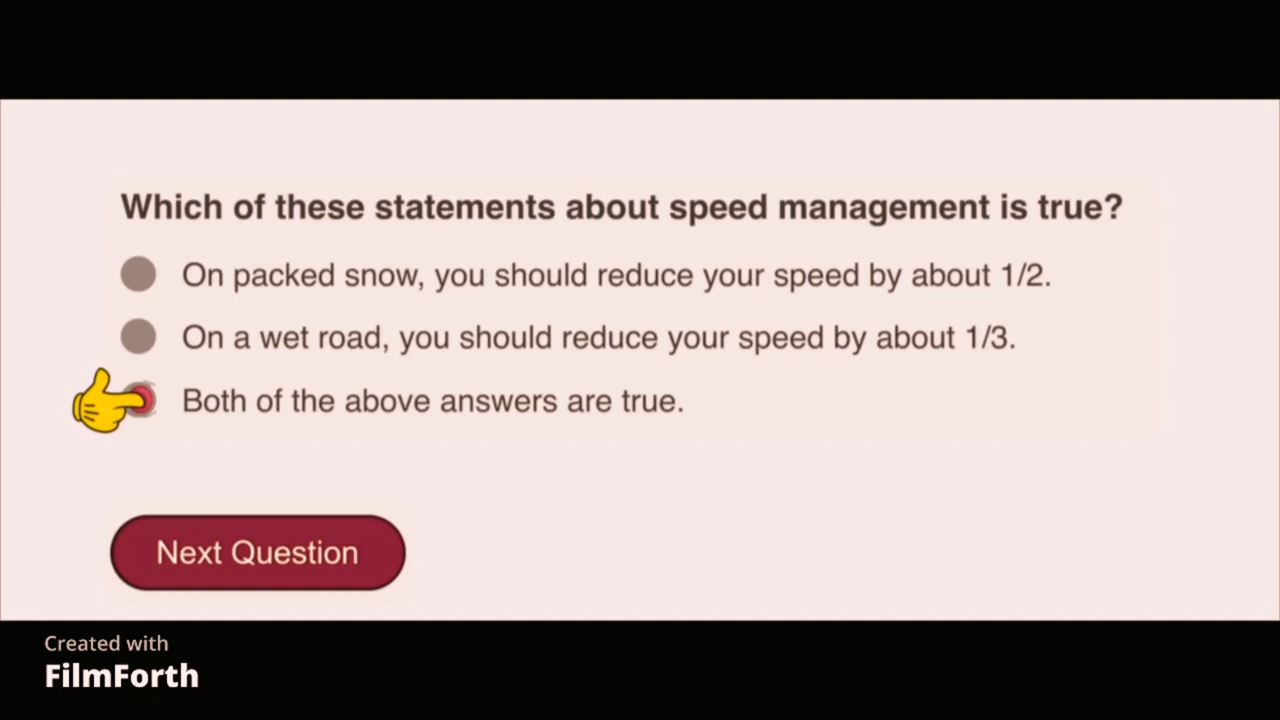 Which of these statements about speed management is true?
On packed snow, you should reduce your speed by about 1/2.
On a wet road, you should reduce your speed by about 1/3.
Both of the above answers are true.
Next Question
Created with
FilmForth